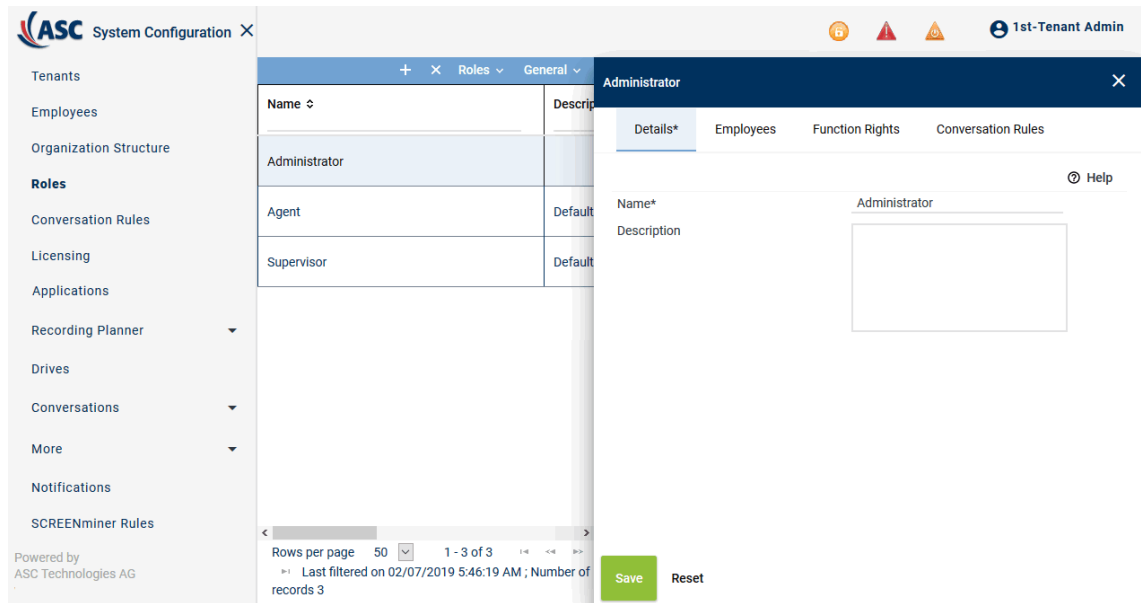 ASC System Configuration ×
1st-Tenant Admin
Tenants
Employees
Organization Structure
Roles
Conversation Rules
Licensing
Applications
Recording Planner
Drives
Conversations
More
Notifications
SCREENminer Rules
Powered by
ASC Technologies AG
+ × Roles General
Name
Descrip
Administrator
Agent
Default
Supervisor
Default
Rows per page 50 1 - 3 of 3
Last filtered on 02/07/2019 5:46:19 AM ; Number of
records 3
Administrator ×
Details* Employees Function Rights Conversation Rules
Help
Name* Administrator
Description
Save Reset